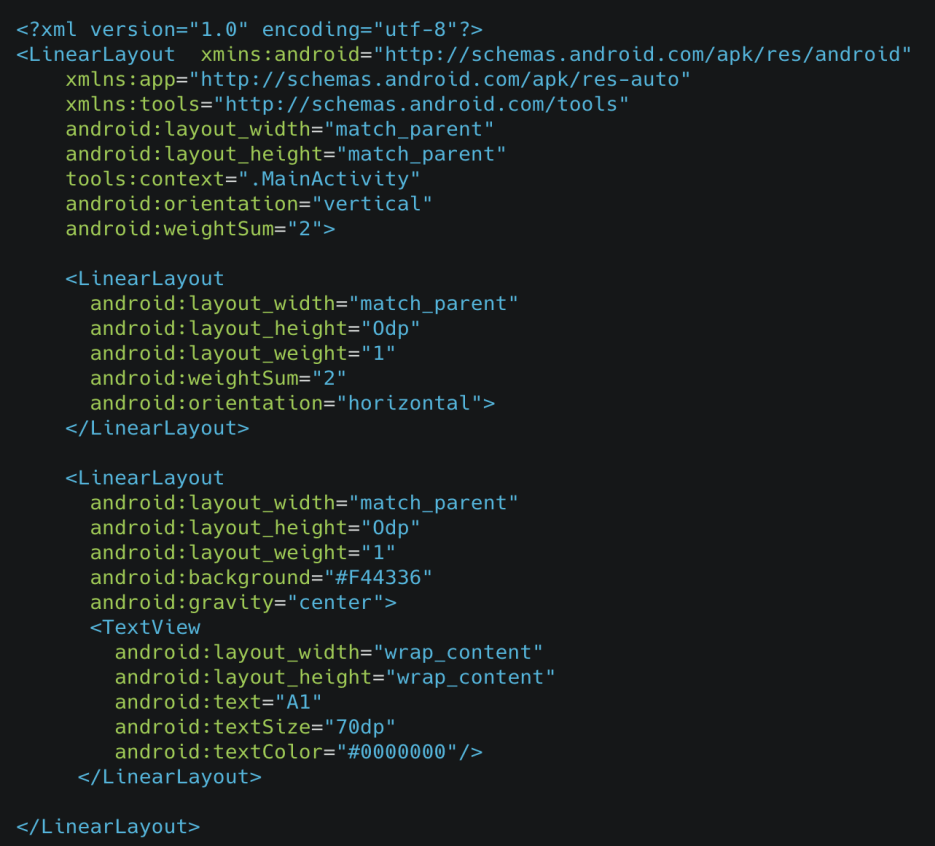 <?xml version="1.0" encoding="utf-8"?>
<LinearLayout  xmins:android="http://schemas.android.com/apk/res/android"
    xmlns:app="http://schemas.android.com/apk/res-auto"
    xmlns:tools="http://schemas.android.com/tools"
    android:layout_width="match_parent"
    android:layout_height="match_parent"
    tools:context=".MainActivity"
    android:orientation="vertical"
    android:weightSum="2">

    <LinearLayout
      android:layout_width="match_parent"
      android:layout_height="Odp"
      android:layout_weight="1"
      android:weightSum="2"
      android:orientation="horizontal">
    </LinearLayout>

    <LinearLayout
      android:layout_width="match_parent"
      android:layout_height="Odp"
      android:layout_weight="1"
      android:background="#F44336"
      android:gravity="center">
      <TextView
        android:layout_width="wrap_content"
        android:layout_height="wrap_content"
        android:text="A1"
        android:textSize="70dp"
        android:textColor="#0000000"/>
     </LinearLayout>

</LinearLayout>